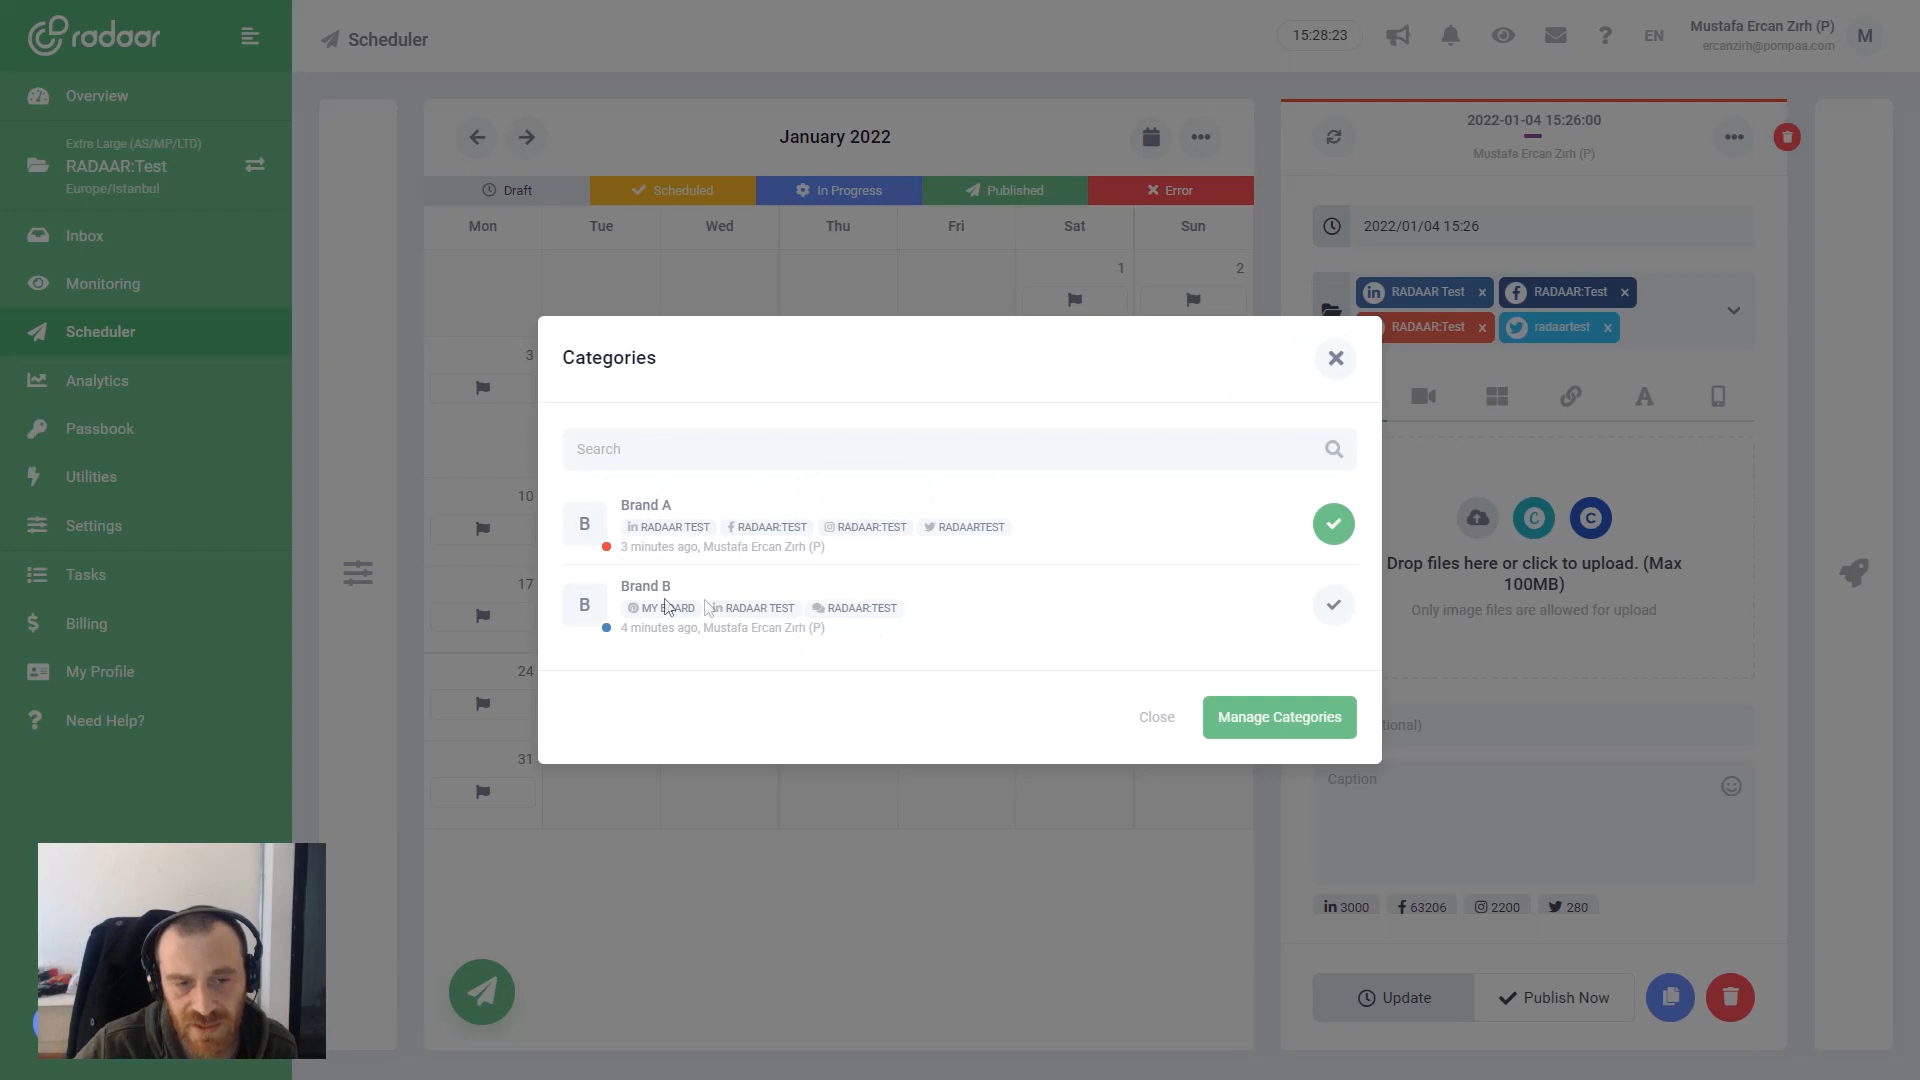 radaar
Scheduler
15:28:23
EN
Mustafa Ercan Zırh (P)
ercanzirh@pompaa.com
M
Overview
Extra Large (AS/MP/LTD)
RADAAR:Test
Europe/Istanbul
Inbox
Monitoring
Scheduler
Analytics
Passbook
Utilities
Settings
Tasks
Billing
My Profile
Need Help?
January 2022
Draft
Scheduled
In Progress
Published
Error
Mon Tue Wed Thu Fri Sat Sun
1 2
3
10
17
24
31
2022-01-04 15:26:00
Mustafa Ercan Zırh (P)
2022/01/04 15:26
RADAAR Test
RADAAR:Test
RADAAR:Test
radaartest
Categories
Search
B
Brand A
RADAAR TEST RADAAR:TEST RADAAR:TEST RADAARTEST
3 minutes ago, Mustafa Ercan Zırh (P)
B
Brand B
RADAAR TEST RADAAR:TEST
4 minutes ago, Mustafa Ercan Zırh (P)
Close
Manage Categories
Drop files here or click to upload. (Max
100MB)
Only image files are allowed for upload
tional)
Caption
3000 63206 2200 280
Update
Publish Now